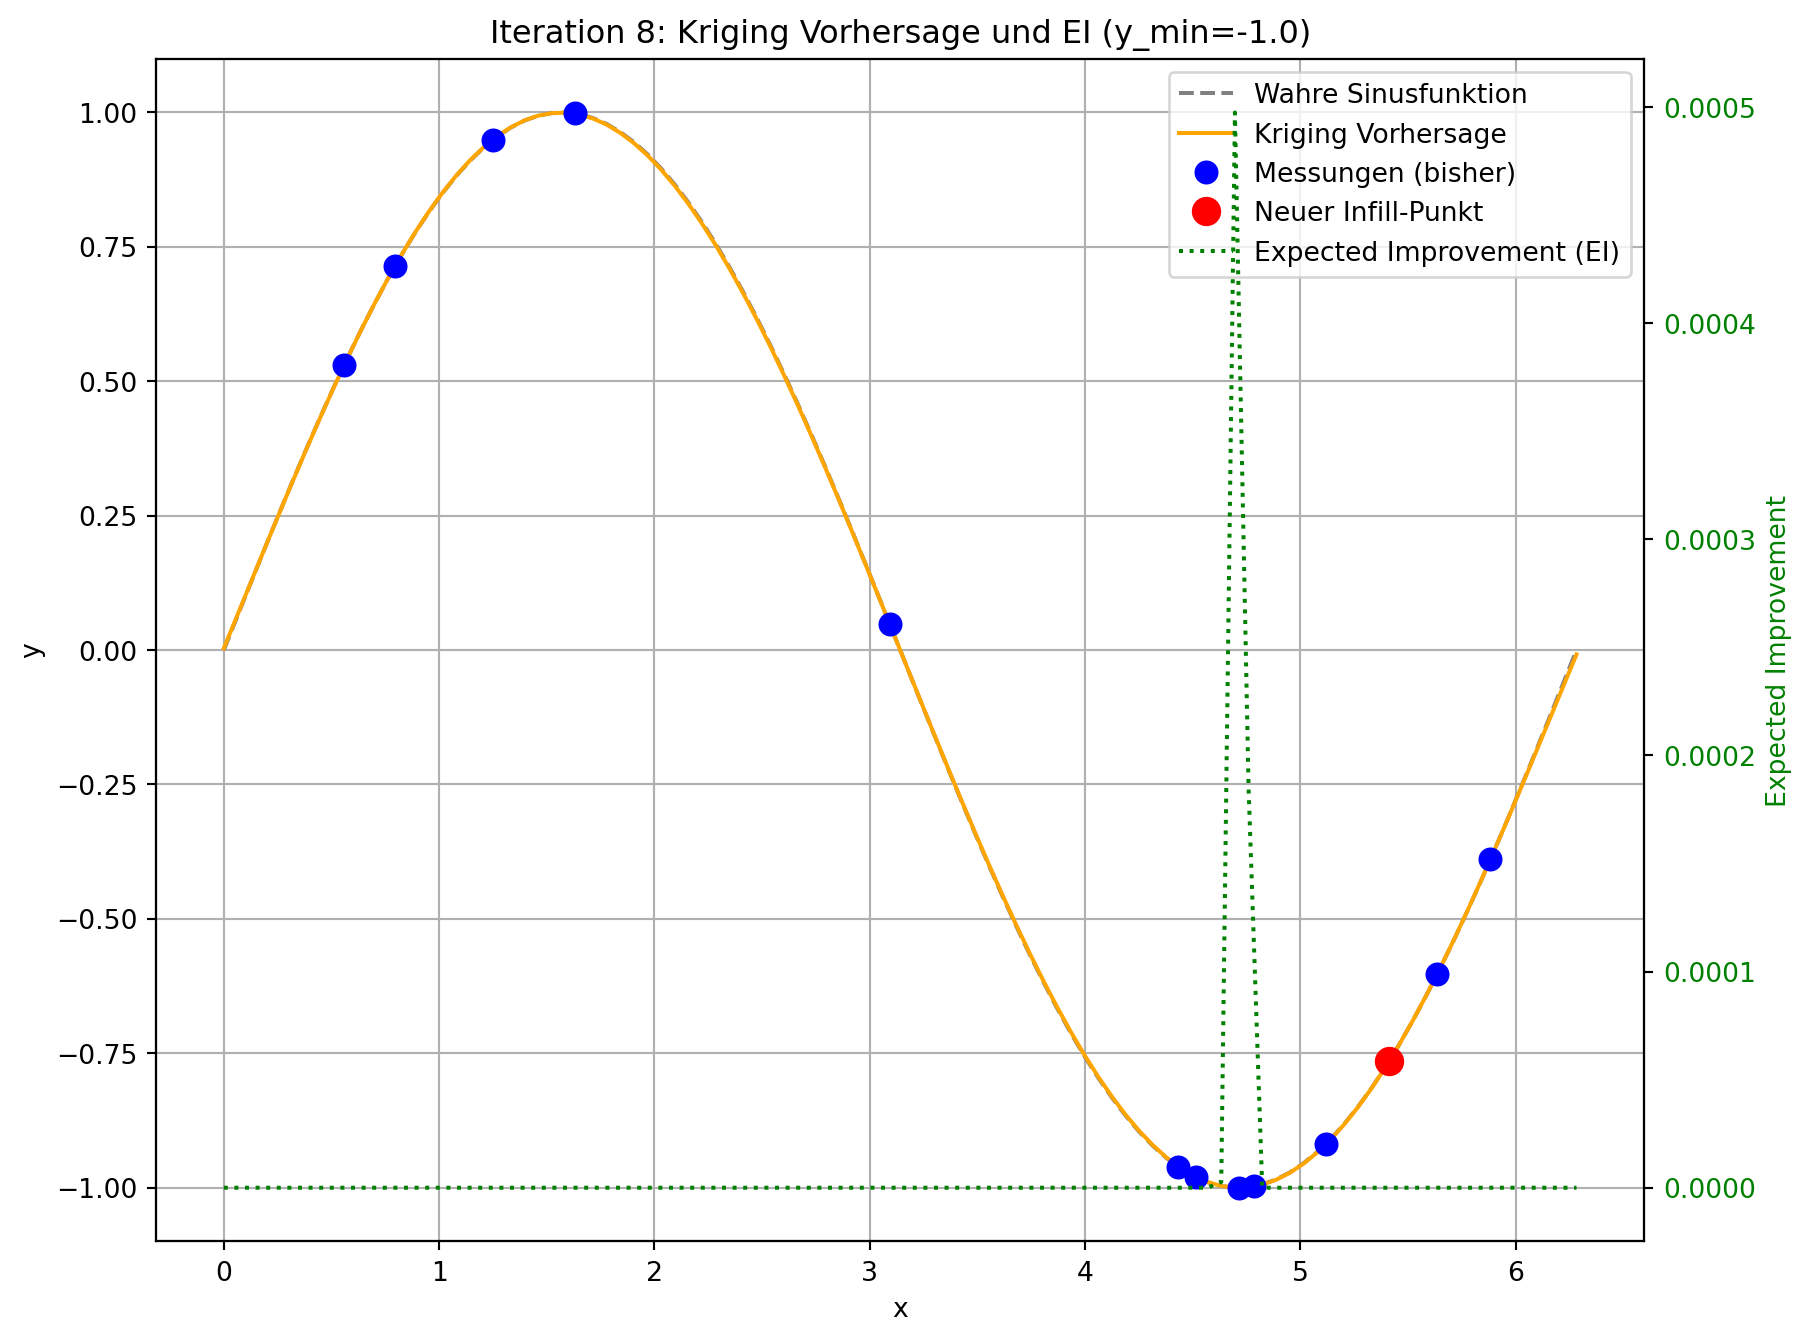 Iteration 8: Kriging Vorhersage und EI (y_min=-1.0)
Wahre Sinusfunktion
Kriging Vorhersage
Messungen (bisher)
Neuer Infill-Punkt
Expected Improvement (EI)
1.00
0.75
0.50
0.25
0.00
−0.25
−0.50
−0.75
−1.00
y
0.0005
0.0004
0.0003
0.0002
0.0001
0.0000
Expected Improvement
0 1 2 3 4 5 6
x